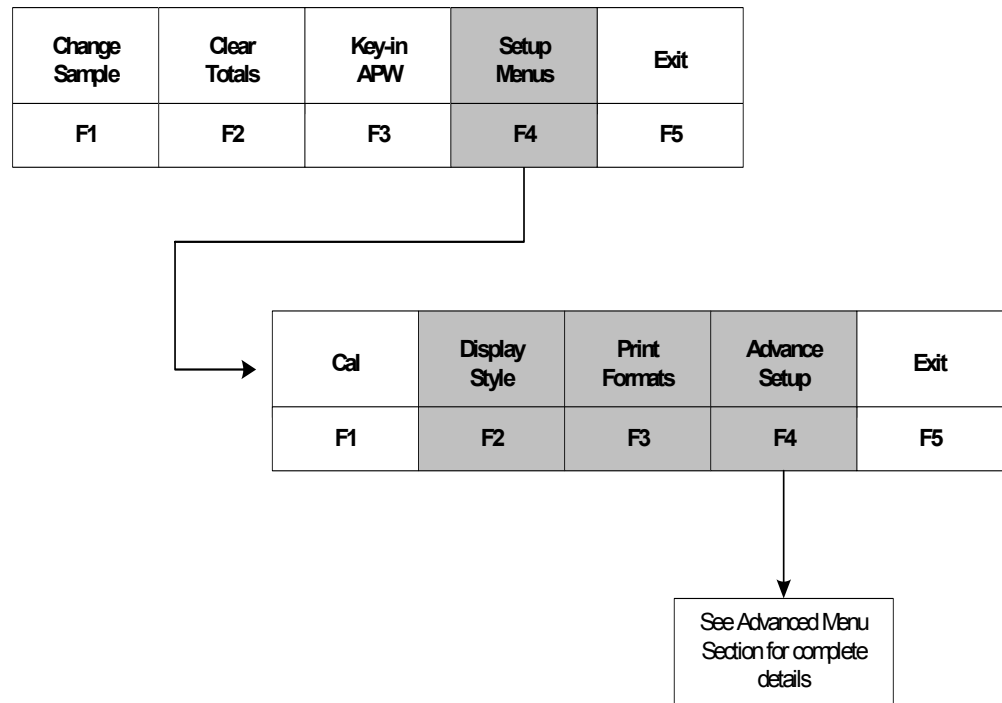 Change Sample
Clear Totals
Key-in APW
Setup Menus
Exit
F1
F2
F3
F4
F5
Cal
Display Style
Print Formats
Advance Setup
Exit
F1
F2
F3
F4
F5
See Advanced Menu
Section for complete
details